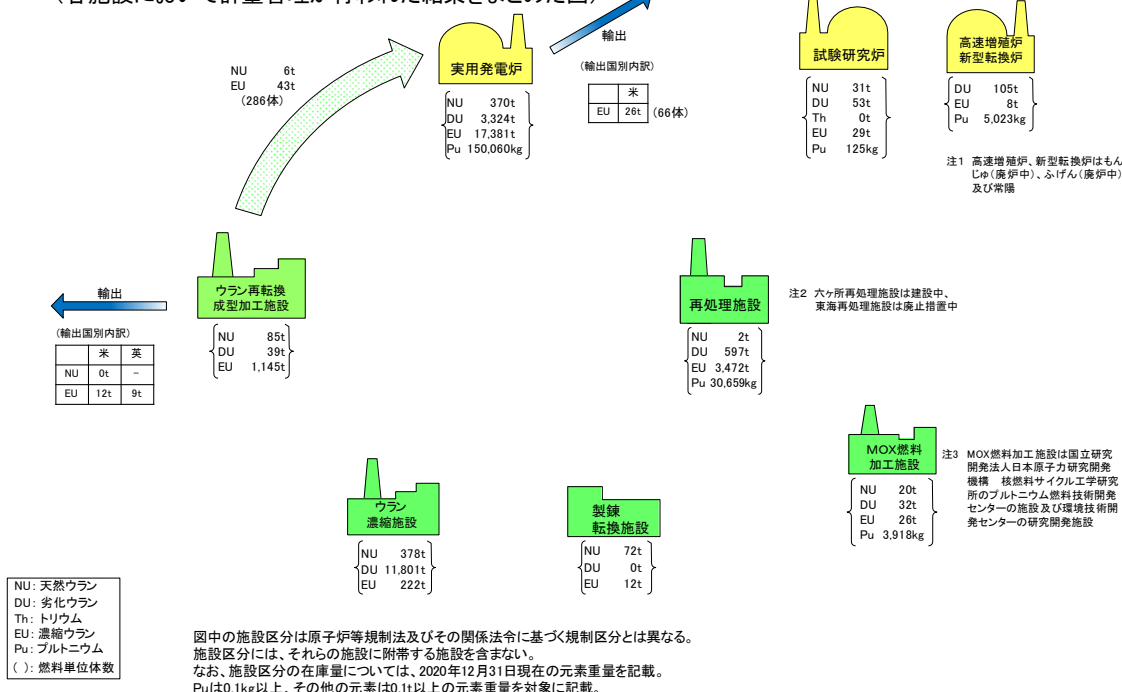 （各施設において計量管理が行われた結果をまとめた図）
輸出
（輸出国別内訳）
米
EU 26t (66体)
NU 6t
EU 43t
(286体)
実用発電炉
NU 370t
DU 3,324t
EU 17,381t
Pu 150,060kg
試験研究炉
NU 31t
DU 53t
Th 0t
EU 29t
Pu 125kg
高速増殖炉
新型転換炉
DU 105t
EU 8t
Pu 5,023kg
注1 高速増殖炉、新型転換炉はもん
じゅ（廃炉中）、ふげん（廃炉中）
及び常陽
輸出
（輸出国別内訳）
米 英
NU 0t －
EU 12t 9t
ウラン再転換
成型加工施設
NU 85t
DU 39t
EU 1,145t
再処理施設
NU 2t
DU 597t
EU 3,472t
Pu 30,659kg
注2 六ヶ所再処理施設は建設中、
東海再処理施設は廃止措置中
MOX燃料
加工施設
NU 20t
DU 32t
EU 26t
Pu 3,918kg
注3 MOX燃料加工施設は国立研究
開発法人日本原子力研究開発
機構 核燃料サイクル工学研究
所のプルトニウム燃料技術開発
センターの施設及び環境技術開
発センターの研究開発施設
ウラン
濃縮施設
NU 378t
DU 11,801t
EU 222t
製錬
転換施設
NU 72t
DU 0t
EU 12t
NU: 天然ウラン
DU: 劣化ウラン
Th: トリウム
EU: 濃縮ウラン
Pu: プルトニウム
( ): 燃料単位体数
図中の施設区分は原子炉等規制法及びその関係法令に基づく規制区分とは異なる。
施設区分には、それらの施設に附帯する施設を含まない。
なお、施設区分の在庫量については、2020年12月31日現在の元素重量を記載。
Puは0.1kg以上、その他の元素は0.1t以上の元素重量を対象に記載。